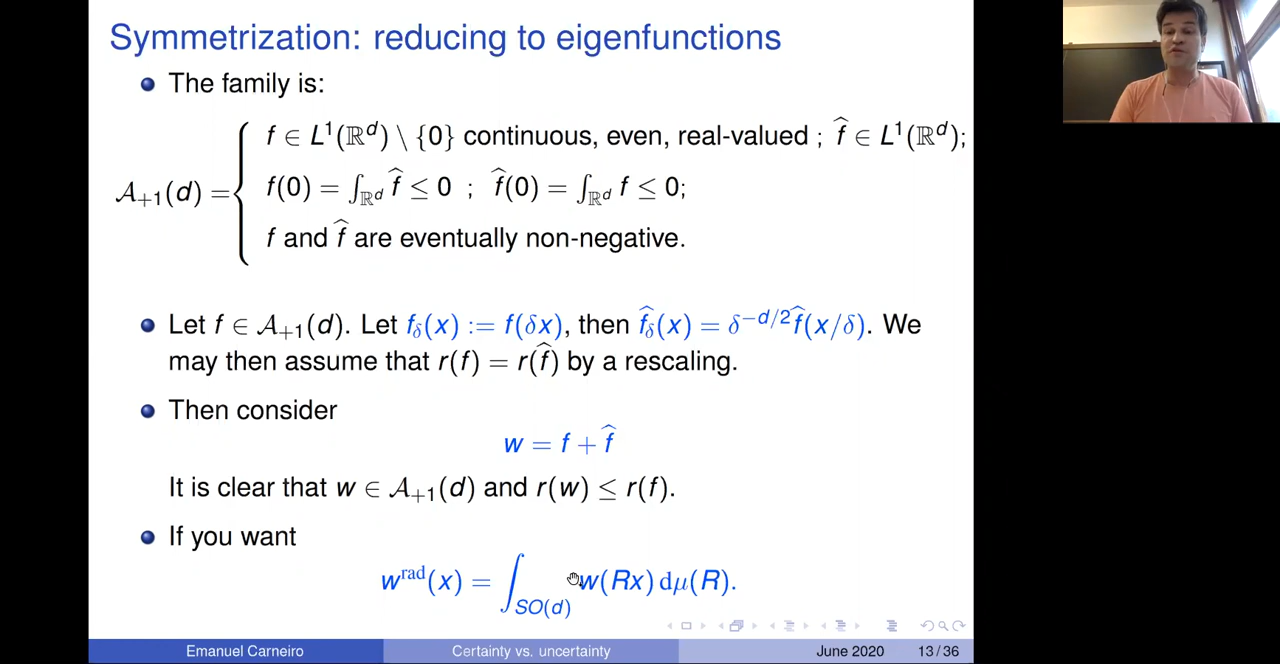 Symmetrization: reducing to eigenfunctions
The family is:
f ∈ L¹(ℝᵈ) \ {0} continuous, even, real-valued ; f̂ ∈ L¹(ℝᵈ);
𝒜₊₁(d) = { f(0) = ∫_{ℝᵈ} f̂ ≤ 0 ; f̂(0) = ∫_{ℝᵈ} f ≤ 0;
f and f̂ are eventually non-negative.
Let f ∈ 𝒜₊₁(d). Let f_δ(x) := f(δx), then f̂_δ(x) = δ^{−d/2} f̂(x/δ). We
may then assume that r(f) = r(f̂) by a rescaling.
Then consider
w = f + f̂
It is clear that w ∈ 𝒜₊₁(d) and r(w) ≤ r(f).
If you want
w^{rad}(x) = ∫_{SO(d)} w(Rx) dμ(R).
Emanuel Carneiro Certainty vs. uncertainty June 2020 13 / 36